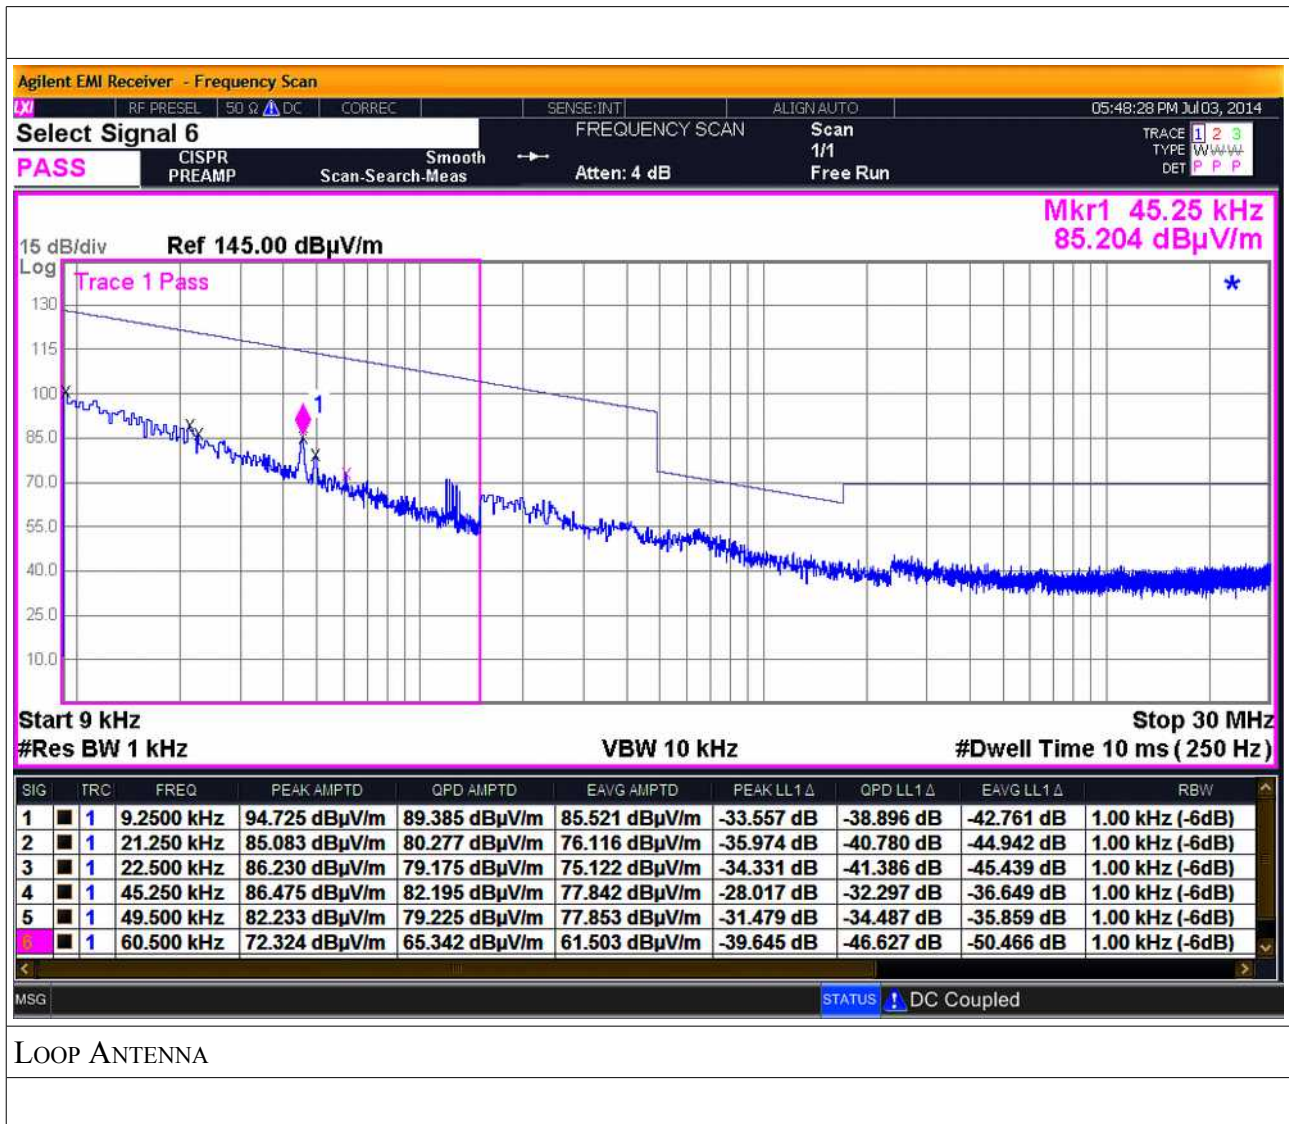 Agilent EMI Receiver - Frequency Scan
LXI RF PRESEL 50 Ω DC CORREC SENSE:INT ALIGN AUTO 05:48:28 PM Jul 03, 2014
Select Signal 6 FREQUENCY SCAN Scan TRACE 1 2 3
CISPR Smooth 1/1 TYPE W W W
PASS PREAMP Scan-Search-Meas Atten: 4 dB Free Run DET P P P
Mkr1 45.25 kHz
15 dB/div Ref 145.00 dBµV/m 85.204 dBµV/m
Log
Trace 1 Pass
*
130
115
100
1
85.0
70.0
55.0
40.0
25.0
10.0
Start 9 kHz Stop 30 MHz
#Res BW 1 kHz VBW 10 kHz #Dwell Time 10 ms (250 Hz)
SIG TRC FREQ PEAK AMPTD QPD AMPTD EAVG AMPTD PEAK LL1 Δ QPD LL1 Δ EAVG LL1 Δ RBW
1 1 9.2500 kHz 94.725 dBµV/m 89.385 dBµV/m 85.521 dBµV/m -33.557 dB -38.896 dB -42.761 dB 1.00 kHz (-6dB)
2 1 21.250 kHz 85.083 dBµV/m 80.277 dBµV/m 76.116 dBµV/m -35.974 dB -40.780 dB -44.942 dB 1.00 kHz (-6dB)
3 1 22.500 kHz 86.230 dBµV/m 79.175 dBµV/m 75.122 dBµV/m -34.331 dB -41.386 dB -45.439 dB 1.00 kHz (-6dB)
4 1 45.250 kHz 86.475 dBµV/m 82.195 dBµV/m 77.842 dBµV/m -28.017 dB -32.297 dB -36.649 dB 1.00 kHz (-6dB)
5 1 49.500 kHz 82.233 dBµV/m 79.225 dBµV/m 77.853 dBµV/m -31.479 dB -34.487 dB -35.859 dB 1.00 kHz (-6dB)
6 1 60.500 kHz 72.324 dBµV/m 65.342 dBµV/m 61.503 dBµV/m -39.645 dB -46.627 dB -50.466 dB 1.00 kHz (-6dB)
MSG STATUS DC Coupled
LOOP ANTENNA